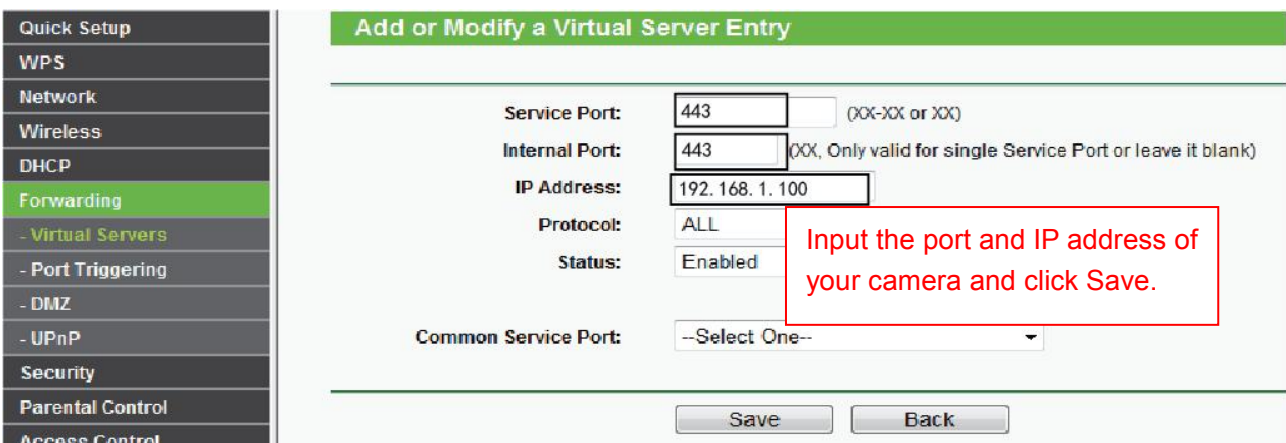 Quick Setup
WPS
Network
Wireless
DHCP
Forwarding
- Virtual Servers
- Port Triggering
- DMZ
- UPnP
Security
Parental Control
Access Control
Add or Modify a Virtual Server Entry
Service Port: 443 (XX-XX or XX)
Internal Port: 443 (XX, Only valid for single Service Port or leave it blank)
IP Address: 192. 168. 1. 100
Protocol: ALL
Status: Enabled
Input the port and IP address of
your camera and click Save.
Common Service Port: --Select One--
Save Back